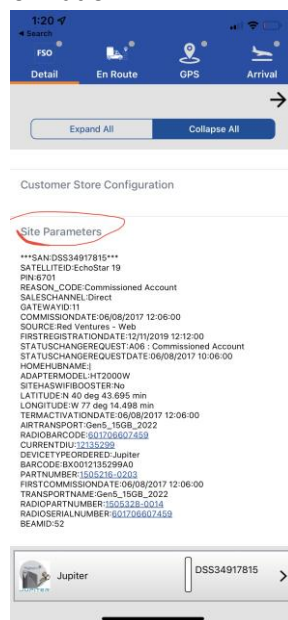 1:20
Search
FSO
Detail
En Route
GPS
Arrival
Expand All
Collapse All
Customer Store Configuration
Site Parameters
***SAN:DSS34917815***
SATELLITEID:EchoStar 19
PIN:6701
REASON_CODE:Commissioned Account
SALESCHANNEL:Direct
GATEWAYID:11
COMMISSIONDATE:06/08/2017 12:06:00
SOURCE:Red Ventures - Web
FIRSTREGISTRATIONDATE:12/11/2019 12:12:00
STATUSCHANGEREQUEST:A06 : Commissioned Account
STATUSCHANGEREQUESTDATE:06/08/2017 10:06:00
HOMEHUBNAME:|
ADAPTERMODEL:HT2000W
SITEHASWIFIBOOSTER:No
LATITUDE:N 40 deg 43.695 min
LONGITUDE:W 77 deg 14.498 min
TERMACTIVATIONDATE:06/08/2017 12:06:00
AIRTRANSPORT:Gen5_15GB_2022
RADIOBARCODE:601706607459
CURRENTDIU:12135299
DEVICETYPEORDERED:Jupiter
BARCODE:BX0012135299A0
PARTNUMBER:1505216-0203
FIRSTCOMMISSIONDATE:06/08/2017 12:06:00
TRANSPORTNAME:Gen5_15GB_2022
RADIOPARTNUMBER:1505328-0014
RADIOSERIALNUMBER:601706607459
BEAMID:52
JUPITER
Jupiter
DSS34917815